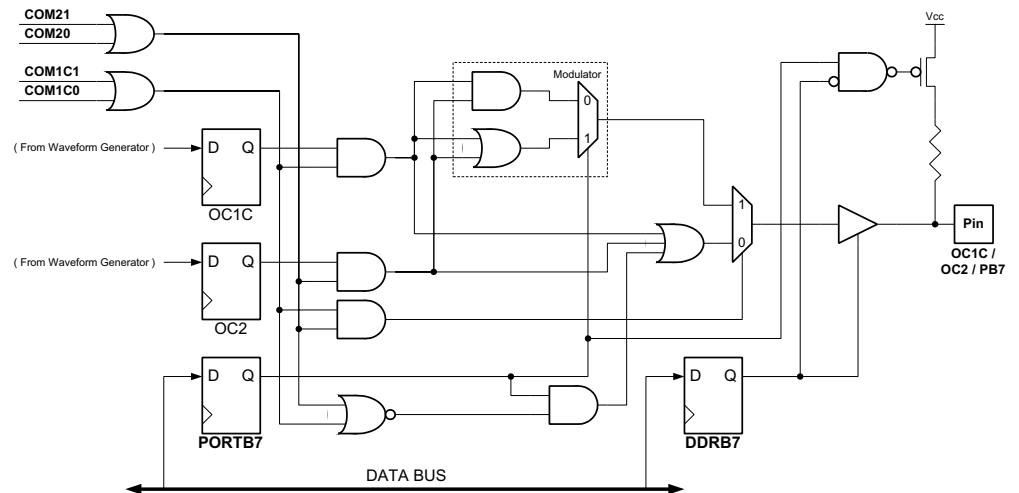 COM21
COM20
COM1C1
COM1C0
Vcc
Modulator
0
1
( From Waveform Generator )
D Q
OC1C
1
0
Pin
OC1C /
OC2 / PB7
( From Waveform Generator )
D Q
OC2
D Q
PORTB7
D Q
DDRB7
DATA BUS